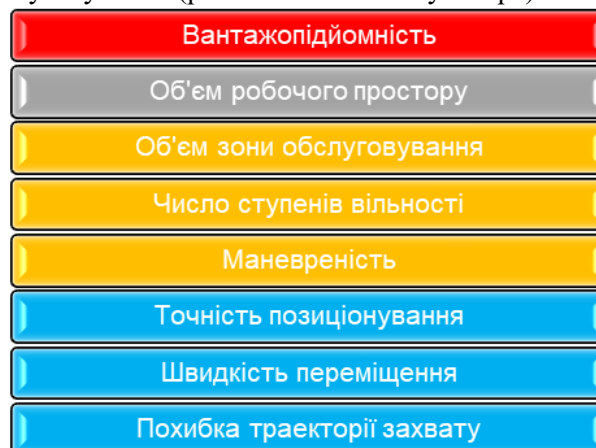 Вантажопідйомність
Об'єм робочого простору
Об'єм зони обслуговування
Число ступенів вільності
Маневреність
Точність позиціонування
Швидкість переміщення
Похибка траекторії захвату